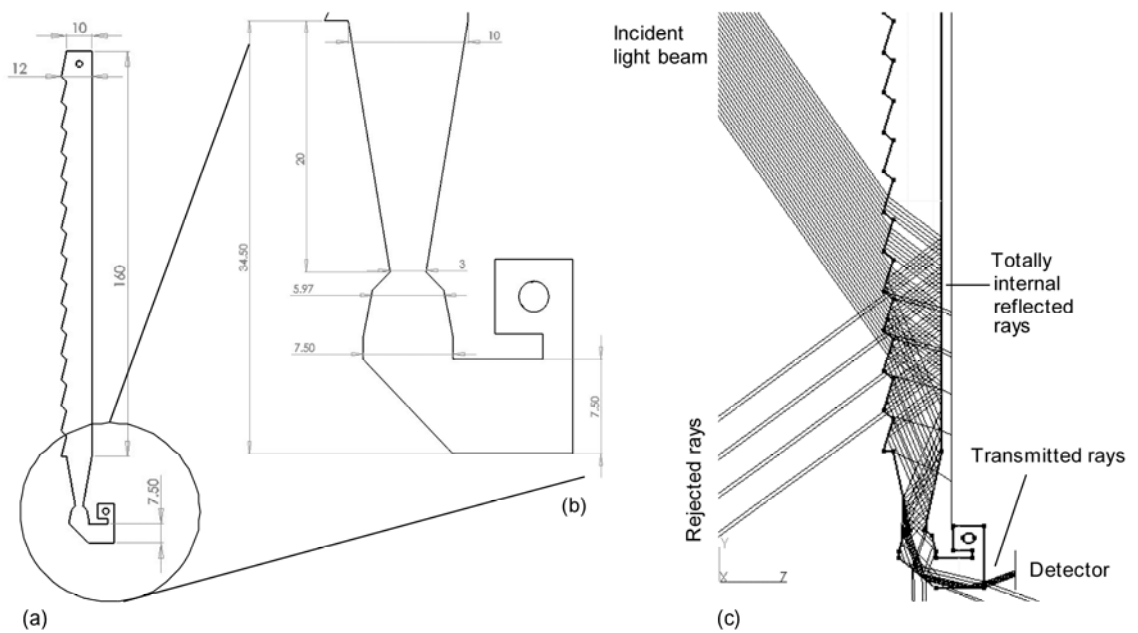 10
12
160
7.50
(a)
10
20
34.50
3
5.97
7.50
7.50
(b)
Incident
light beam
Totally
internal
reflected
rays
Rejected rays
Transmitted rays
Detector
Y
X
Z
(c)